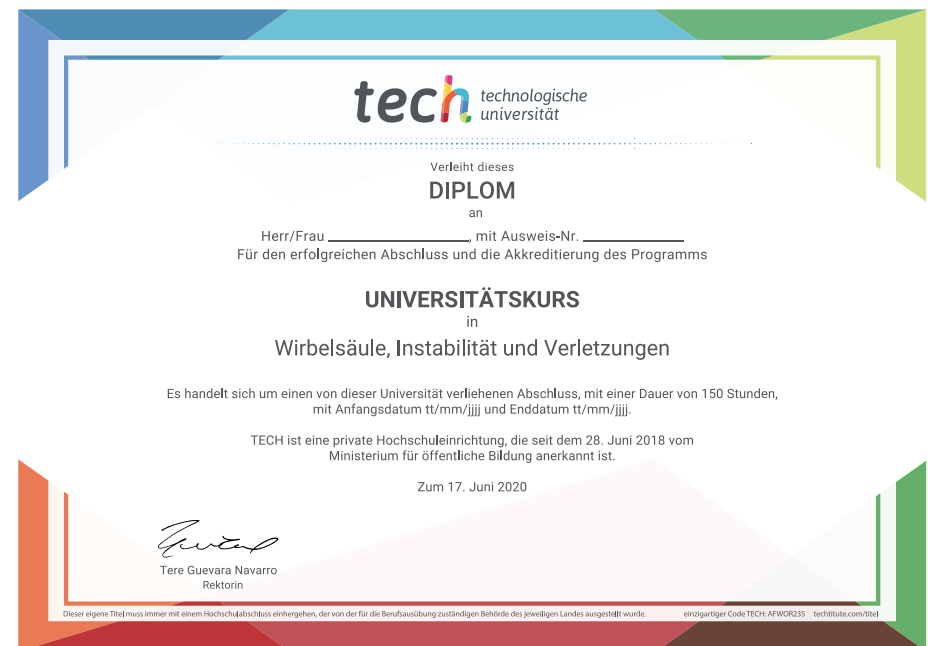 tech technologische
universität
Verleiht dieses
DIPLOM
an
Herr/Frau ____________________, mit Ausweis-Nr. ______________
Für den erfolgreichen Abschluss und die Akkreditierung des Programms
UNIVERSITÄTSKURS
in
Wirbelsäule, Instabilität und Verletzungen
Es handelt sich um einen von dieser Universität verliehenen Abschluss, mit einer Dauer von 150 Stunden,
mit Anfangsdatum tt/mm/jjjj und Enddatum tt/mm/jjjj.
TECH ist eine private Hochschuleinrichtung, die seit dem 28. Juni 2018 vom
Ministerium für öffentliche Bildung anerkannt ist.
Zum 17. Juni 2020
Tere Guevara Navarro
Rektorin
Dieser eigene Titel muss immer mit einem Hochschulabschluss einhergehen, der von der für die Berufsausübung zuständigen Behörde des jeweiligen Landes ausgestellt wurde. einzigartiger Code TECH: AFWOR23S techtitute.com/titel